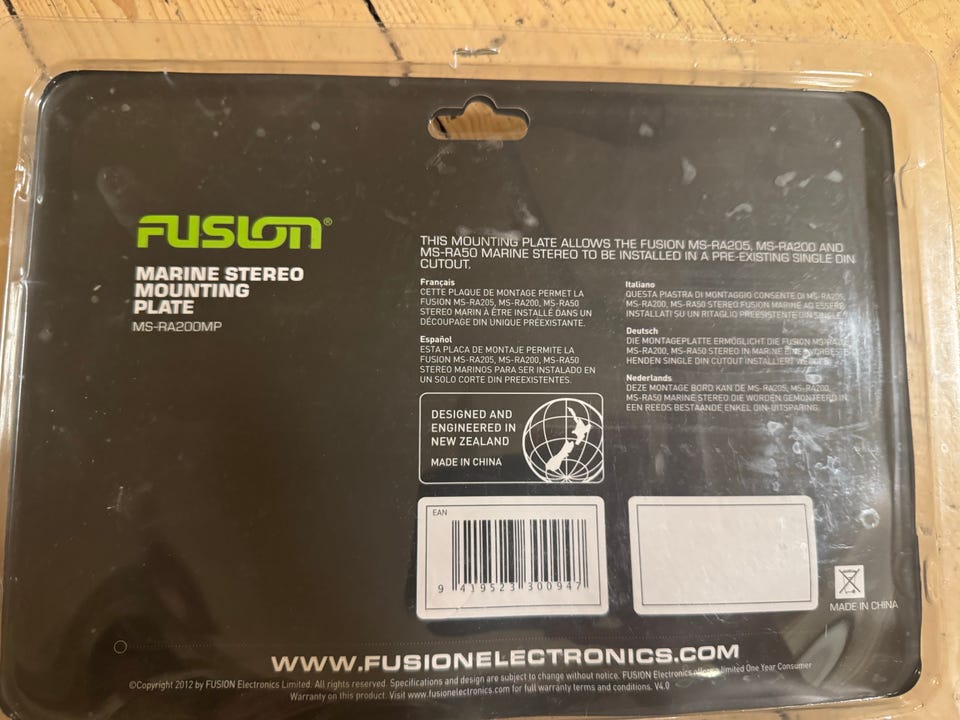 FUSION®
MARINE STEREO
MOUNTING
PLATE
MS-RA200MP
THIS MOUNTING PLATE ALLOWS THE FUSION MS-RA205, MS-RA200 AND
MS-RA50 MARINE STEREO TO BE INSTALLED IN A PRE-EXISTING SINGLE DIN
CUTOUT.
Français
CETTE PLAQUE DE MONTAGE PERMET LA
FUSION MS-RA205, MS-RA200, MS-RA50
STEREO MARIN À ÊTRE INSTALLÉ DANS UN
DÉCOUPAGE DIN UNIQUE PRÉEXISTANTE.
Español
ESTA PLACA DE MONTAJE PERMITE LA
FUSION MS-RA205, MS-RA200, MS-RA50
STEREO MARINOS PARA SER INSTALADO EN
UN SOLO CORTE DIN PREEXISTENTES.
Italiano
QUESTA PIASTRA DI MONTAGGIO CONSENTE DI MS-RA205,
MS-RA200, MS-RA50 STEREO FUSION MARINE AD ESSERE
INSTALLATI SU UN RITAGLIO PREESISTENTE DIN SINGLE.
Deutsch
DIE MONTAGEPLATTE ERMÖGLICHT DIE FUSION
MS-RA200, MS-RA50 STEREO IN MARINE EINE VORBES
HENDEN SINGLE DIN CUTOUT INSTALLIERT
Nederlands
DEZE MONTAGE BORD KAN DE MS-RA205, MS-RA200,
MS-RA50 MARINE STEREO DIE WORDEN GEMONTEERD IN
EEN REEDS BESTAANDE ENKEL DIN-UITSPARING.
DESIGNED AND
ENGINEERED IN
NEW ZEALAND
MADE IN CHINA
EAN
9 419523 300947
MADE IN CHINA
WWW.FUSIONELECTRONICS.COM
©Copyright 2012 by FUSION Electronics Limited. All rights reserved. Specifications and design are subject to change without notice. FUSION Electronics offers a limited One Year Consumer
Warranty on this product. Visit www.fusionelectronics.com for full warranty terms and conditions. V4.0